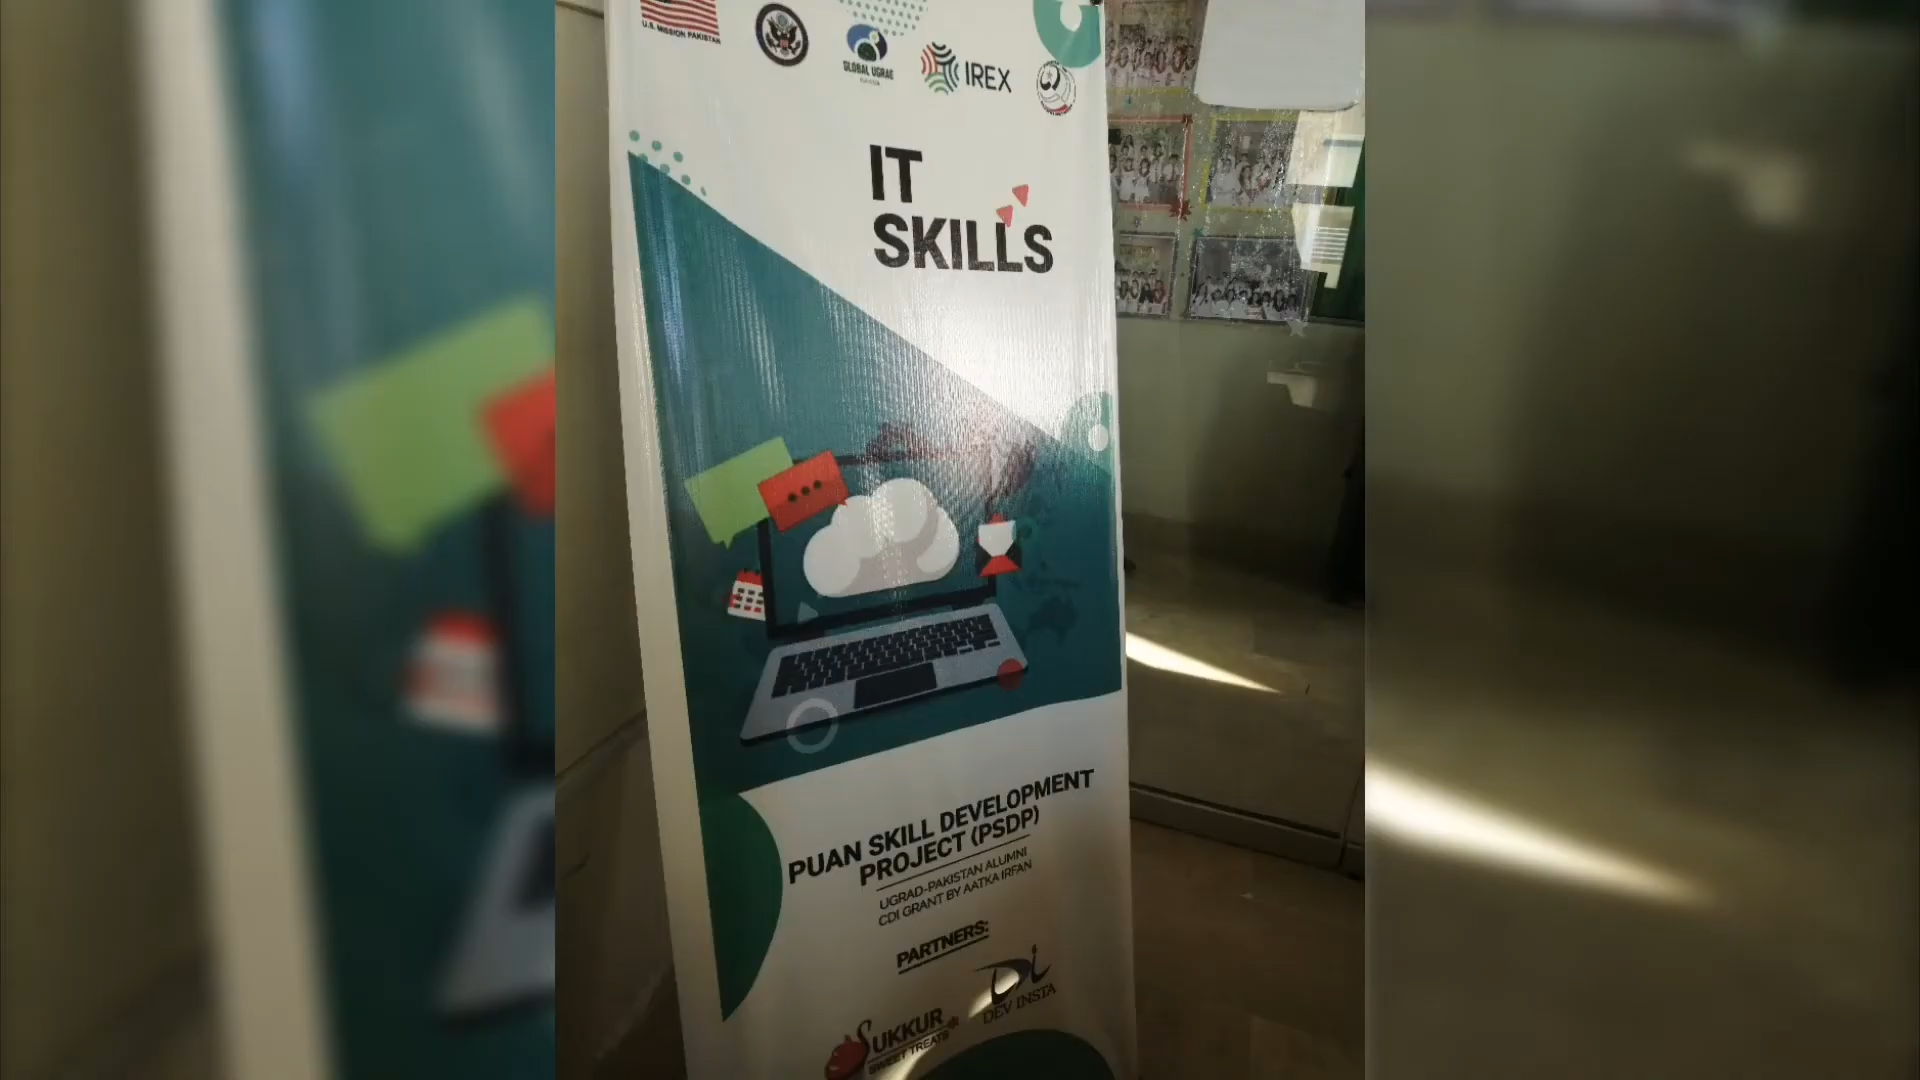 U.S. MISSION PAKISTAN
GLOBAL UGRAD
IREX
IT
SKILLS
PUAN SKILL DEVELOPMENT
PROJECT (PSDP)
UGRAD-PAKISTAN ALUMNI
CDI GRANT BY AATKA IRFAN
PARTNERS:
Di
DEV INSTA
SUKKUR
SWEET TREATS